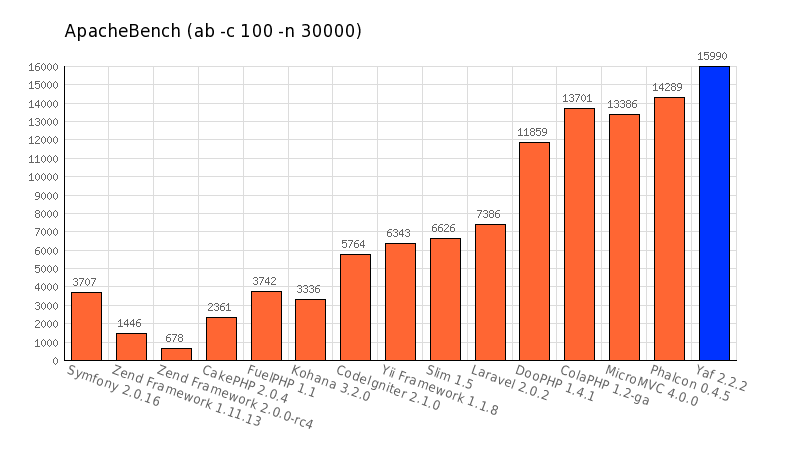 ApacheBench (ab -c 100 -n 30000)
16000
15000
14000
13000
12000
11000
10000
9000
8000
7000
6000
5000
4000
3000
2000
1000
0
3707
1446
678
2361
3742
3336
5764
6343
6626
7386
11859
13701
13386
14289
15990
Symfony 2.0.16
Zend Framework 1.11.13
Zend Framework 2.0.0-rc4
CakePHP 2.0.4
FuelPHP 1.1
Kohana 3.2.0
CodeIgniter 2.1.0
Yii Framework 1.1.8
Slim 1.5
Laravel 2.0.2
DooPHP 1.4.1
ColaPHP 1.2-ga
MicroMVC 4.0.0
Phalcon 0.4.5
Yaf 2.2.2